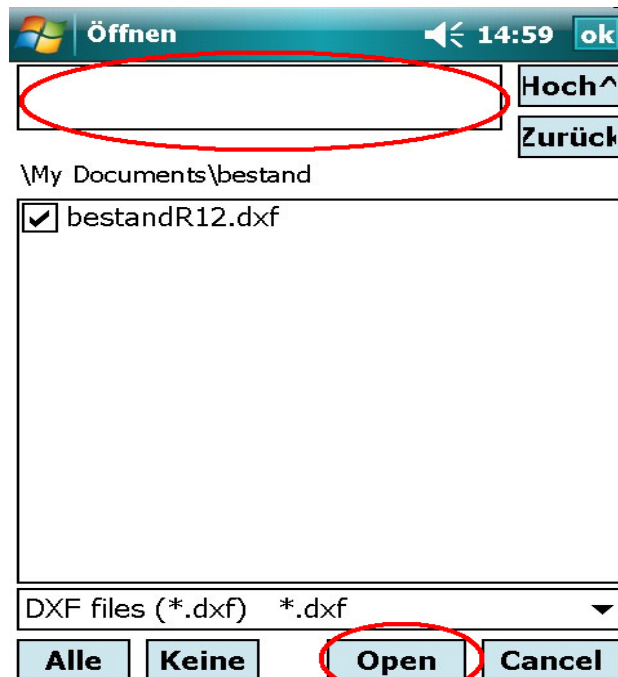 Öffnen 14:59 ok
Hoch^
Zurück
\My Documents\bestand
bestandR12.dxf
DXF files (*.dxf) *.dxf
Alle Keine Open Cancel